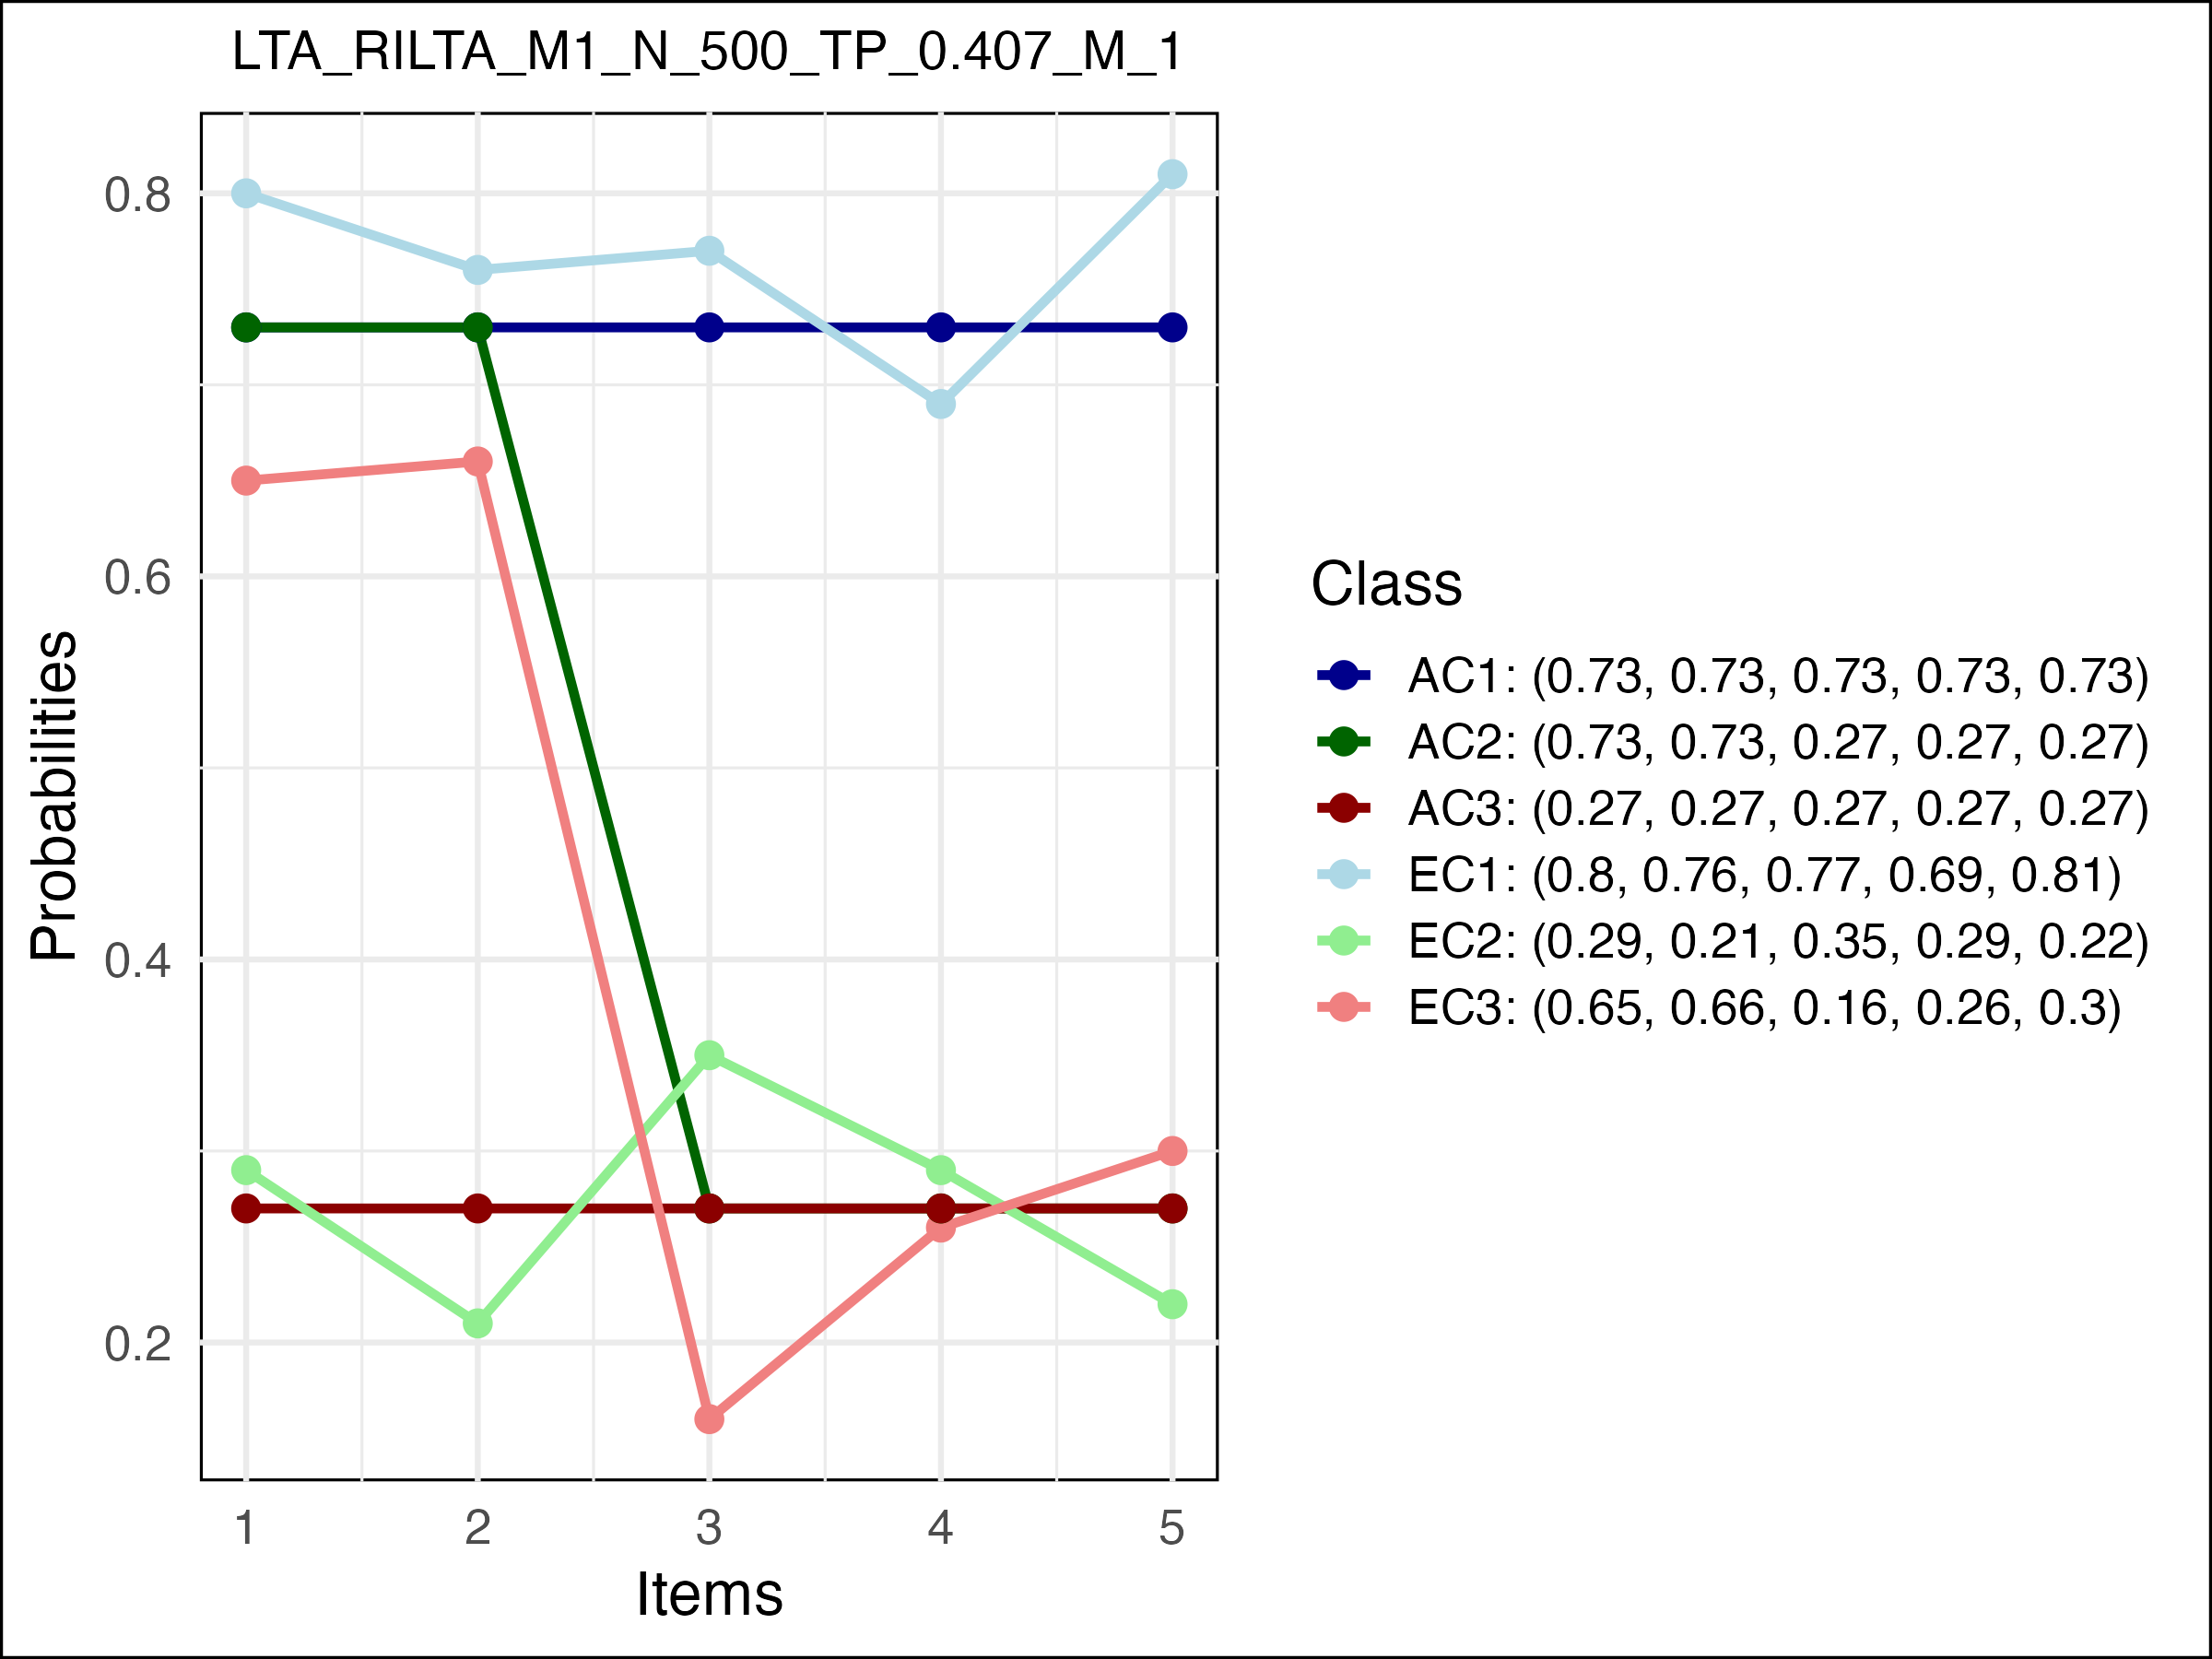 LTA_RILTA_M1_N_500_TP_0.407_M_1
Probabilities
0.8
0.6
0.4
0.2
1 2 3 4 5
Items
Class
AC1: (0.73, 0.73, 0.73, 0.73, 0.73)
AC2: (0.73, 0.73, 0.27, 0.27, 0.27)
AC3: (0.27, 0.27, 0.27, 0.27, 0.27)
EC1: (0.8, 0.76, 0.77, 0.69, 0.81)
EC2: (0.29, 0.21, 0.35, 0.29, 0.22)
EC3: (0.65, 0.66, 0.16, 0.26, 0.3)